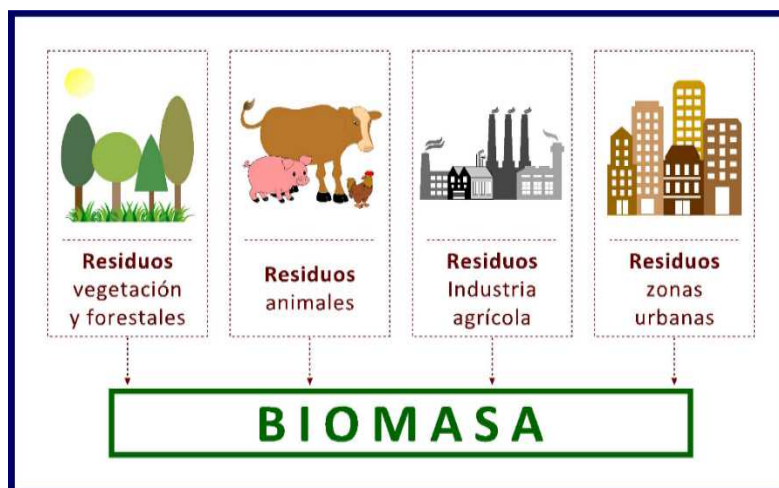 Residuos
vegetación
y forestales
Residuos
animales
Residuos
Industria
agrícola
Residuos
zonas
urbanas
BIOMASA